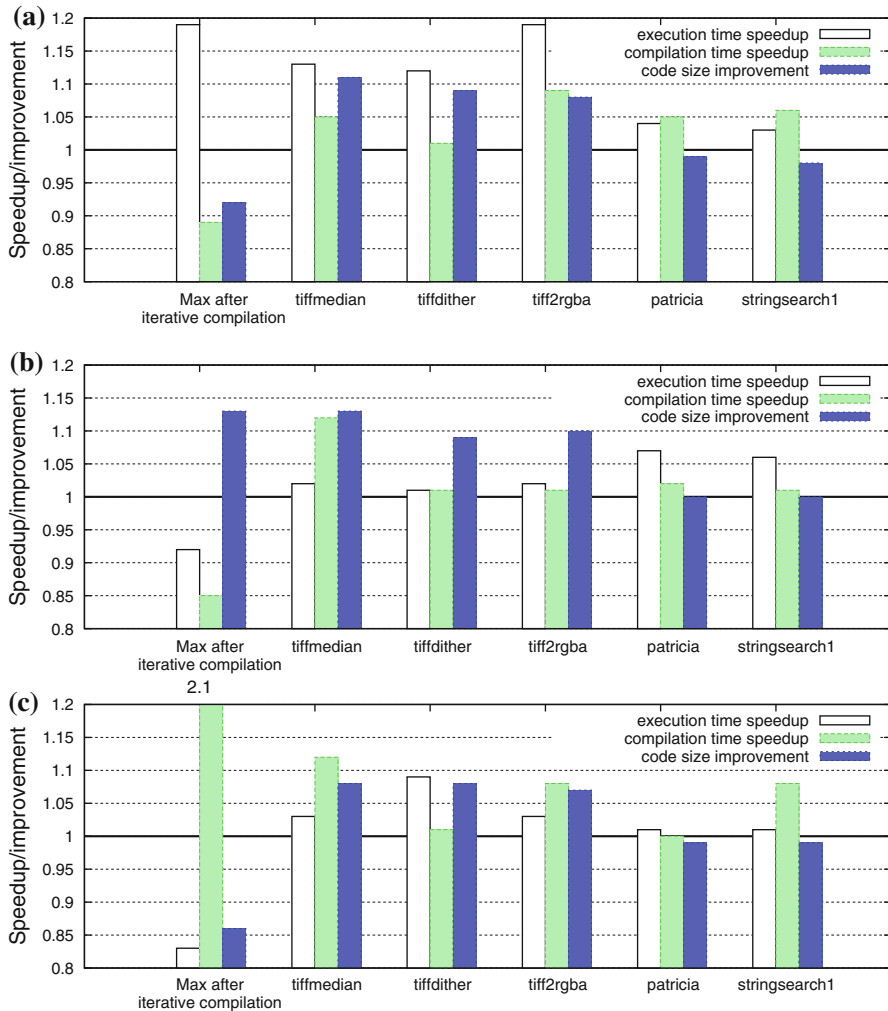 (a)
Speedup/improvement
1.2
1.15
1.1
1.05
1
0.95
0.9
0.85
0.8
execution time speedup
compilation time speedup
code size improvement
Max after
iterative compilation
tiffmedian
tiffdither
tiff2rgba
patricia
stringsearch1
(b)
Speedup/improvement
1.2
1.15
1.1
1.05
1
0.95
0.9
0.85
0.8
execution time speedup
compilation time speedup
code size improvement
Max after
iterative compilation
tiffmedian
tiffdither
tiff2rgba
patricia
stringsearch1
(c)
2.1
Speedup/improvement
1.2
1.15
1.1
1.05
1
0.95
0.9
0.85
0.8
execution time speedup
compilation time speedup
code size improvement
Max after
iterative compilation
tiffmedian
tiffdither
tiff2rgba
patricia
stringsearch1